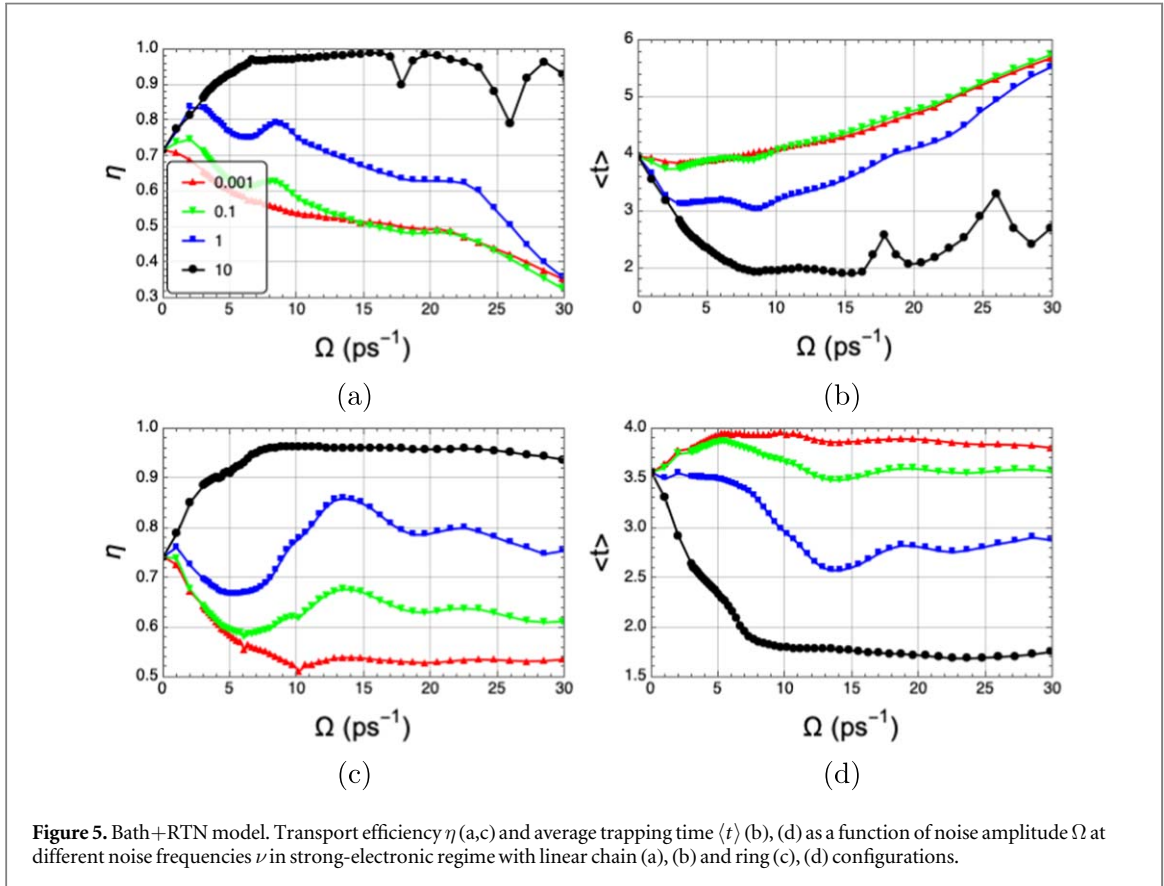 1.0
0.9
0.8
0.7
0.6
0.5
0.4
0.3
η
0.001
0.1
1
10
0 5 10 15 20 25 30
Ω (ps⁻¹)
(a)
6
5
4
3
2
<t>
0 5 10 15 20 25 30
Ω (ps⁻¹)
(b)
1.0
0.9
0.8
0.7
0.6
0.5
η
0 5 10 15 20 25 30
Ω (ps⁻¹)
(c)
4.0
3.5
3.0
2.5
2.0
1.5
<t>
0 5 10 15 20 25 30
Ω (ps⁻¹)
(d)
Figure 5. Bath+RTN model. Transport efficiency η (a,c) and average trapping time ⟨t⟩ (b), (d) as a function of noise amplitude Ω at
different noise frequencies ν in strong-electronic regime with linear chain (a), (b) and ring (c), (d) configurations.